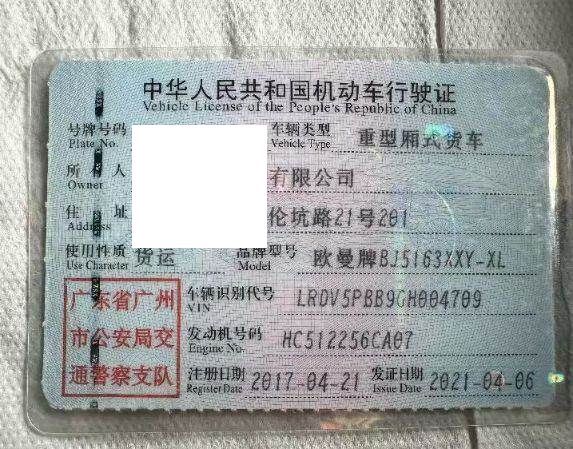 中华人民共和国机动车行驶证
Vehicle License of the People's Republic of China
号牌号码 车辆类型 重型厢式货车
Plate No. Vehicle Type
所有人 有限公司
Owner
住址 伦坑路21号201
Address
使用性质 货运 品牌型号 欧曼牌BJ5163XXY-XL
Use Character Model
广东省广州 车辆识别代号 LRDV5PBB9GH004709
VIN
市公安局交 发动机号码 HC512256CA07
Engine No.
通警察支队 注册日期 2017-04-21 发证日期 2021-04-06
Register Date Issue Date